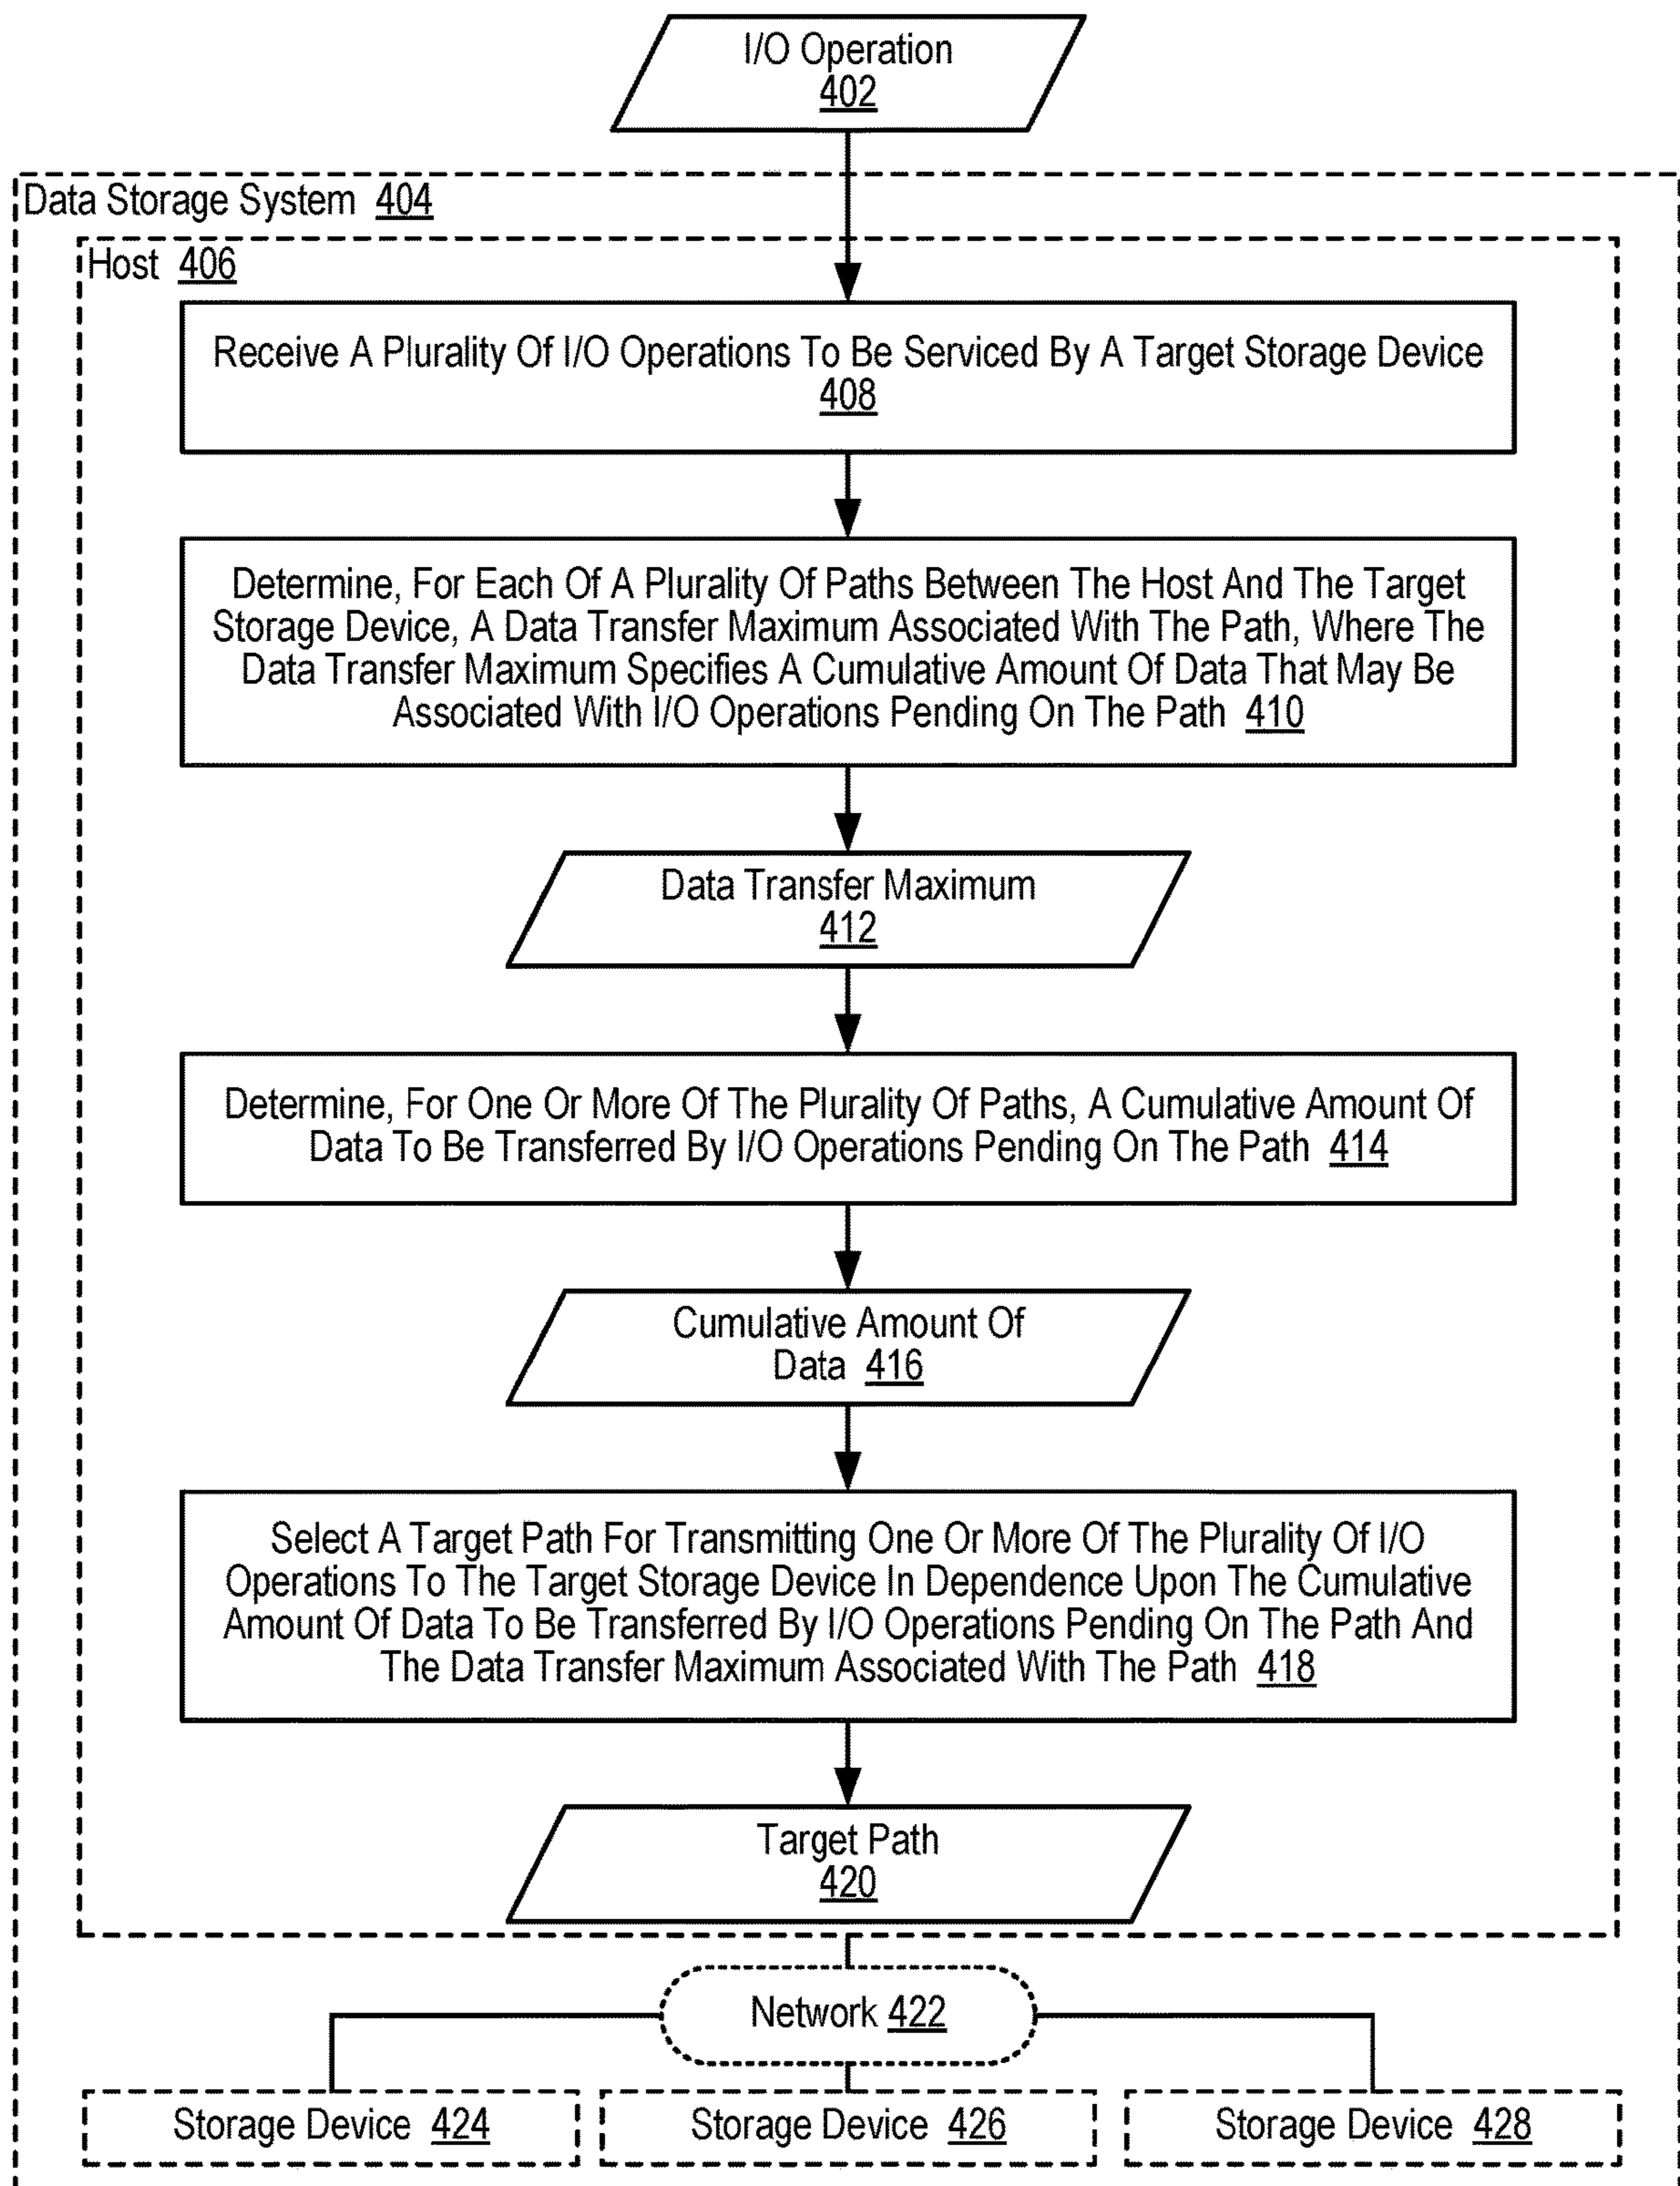 I/O Operation
402
Data Storage System 404
Host 406
Receive A Plurality Of I/O Operations To Be Serviced By A Target Storage Device
408
Determine, For Each Of A Plurality Of Paths Between The Host And The Target
Storage Device, A Data Transfer Maximum Associated With The Path, Where The
Data Transfer Maximum Specifies A Cumulative Amount Of Data That May Be
Associated With I/O Operations Pending On The Path 410
Data Transfer Maximum
412
Determine, For One Or More Of The Plurality Of Paths, A Cumulative Amount Of
Data To Be Transferred By I/O Operations Pending On The Path 414
Cumulative Amount Of
Data 416
Select A Target Path For Transmitting One Or More Of The Plurality Of I/O
Operations To The Target Storage Device In Dependence Upon The Cumulative
Amount Of Data To Be Transferred By I/O Operations Pending On The Path And
The Data Transfer Maximum Associated With The Path 418
Target Path
420
Network 422
Storage Device 424
Storage Device 426
Storage Device 428